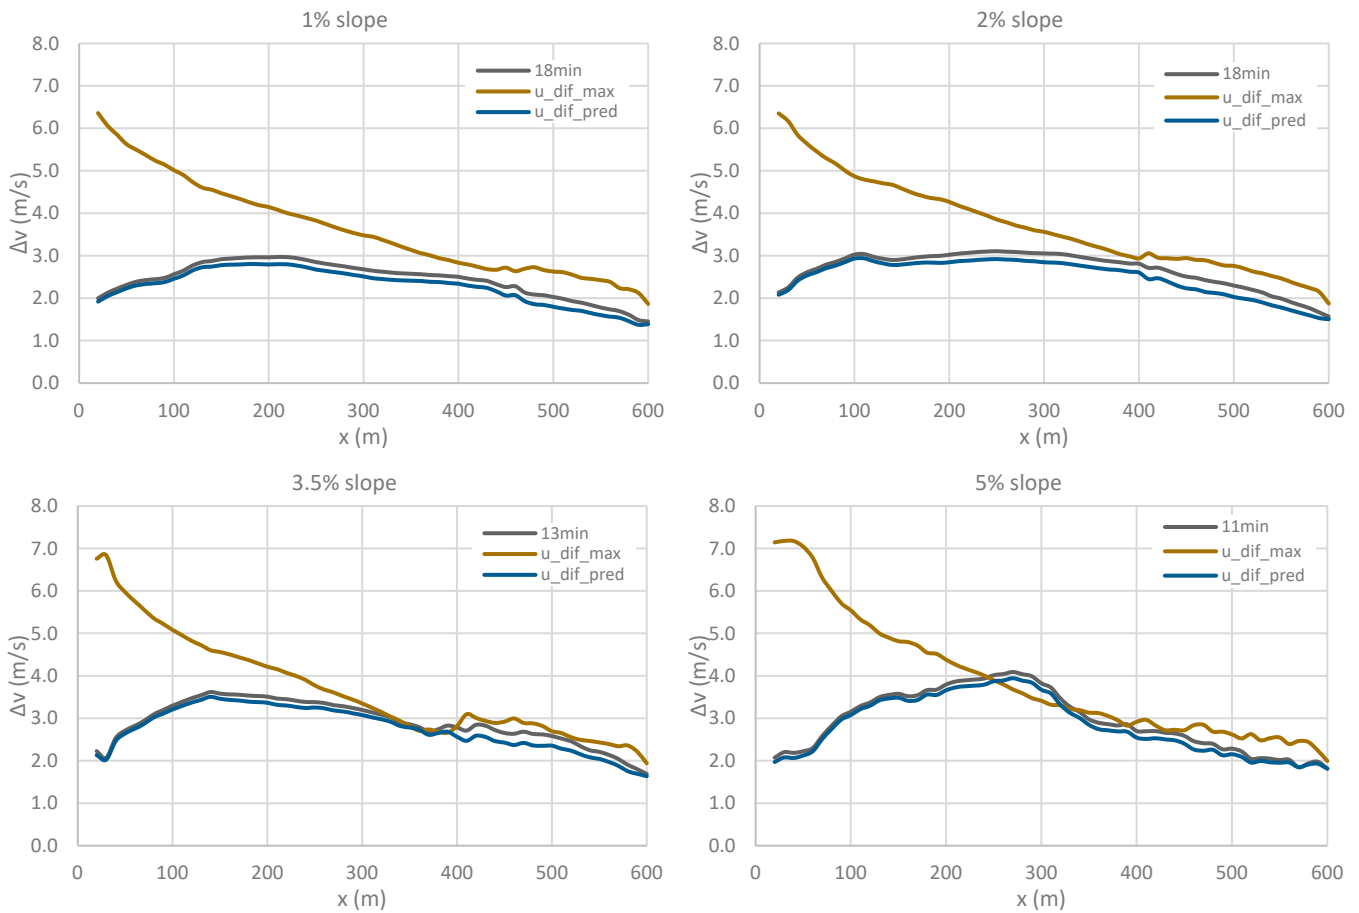 1% slope
8.0
7.0
6.0
5.0
4.0
3.0
2.0
1.0
0.0
Δv (m/s)
18min
u_dif_max
u_dif_pred
0 100 200 300 400 500 600
x (m)
2% slope
8.0
7.0
6.0
5.0
4.0
3.0
2.0
1.0
0.0
Δv (m/s)
18min
u_dif_max
u_dif_pred
0 100 200 300 400 500 600
x (m)
3.5% slope
8.0
7.0
6.0
5.0
4.0
3.0
2.0
1.0
0.0
Δv (m/s)
13min
u_dif_max
u_dif_pred
0 100 200 300 400 500 600
x (m)
5% slope
8.0
7.0
6.0
5.0
4.0
3.0
2.0
1.0
0.0
Δv (m/s)
11min
u_dif_max
u_dif_pred
0 100 200 300 400 500 600
x (m)